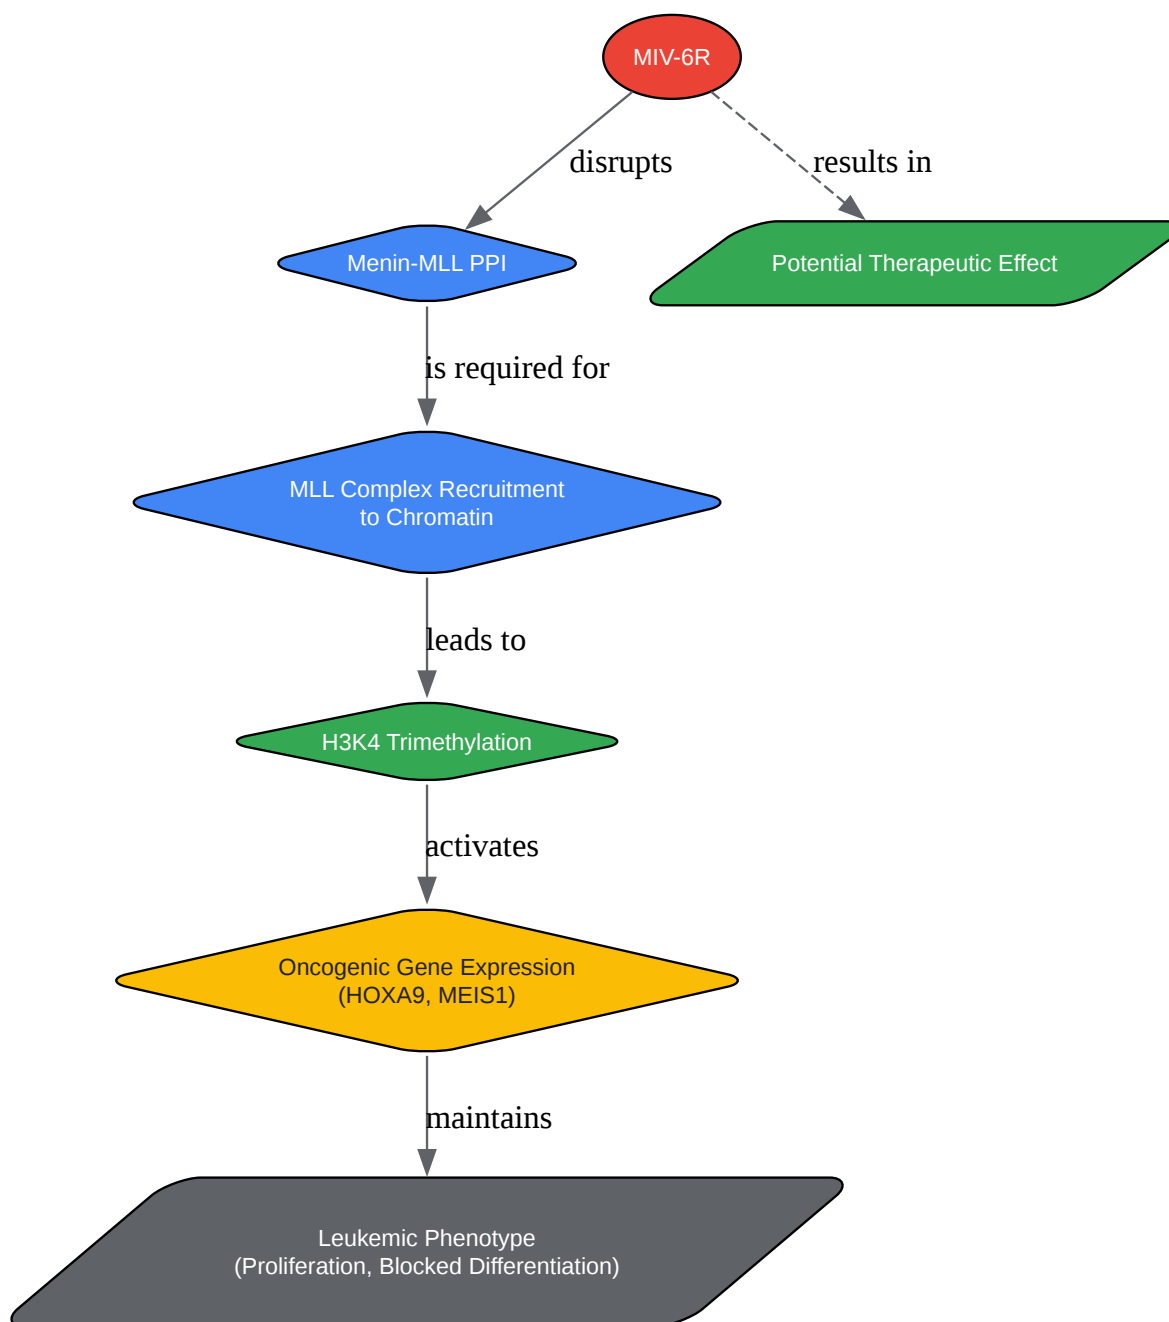 MIV-6R
disrupts
results in
Menin-MLL PPI
Potential Therapeutic Effect
is required for
MLL Complex Recruitment
to Chromatin
leads to
H3K4 Trimethylation
activates
Oncogenic Gene Expression
(HOXA9, MEIS1)
maintains
Leukemic Phenotype
(Proliferation, Blocked Differentiation)